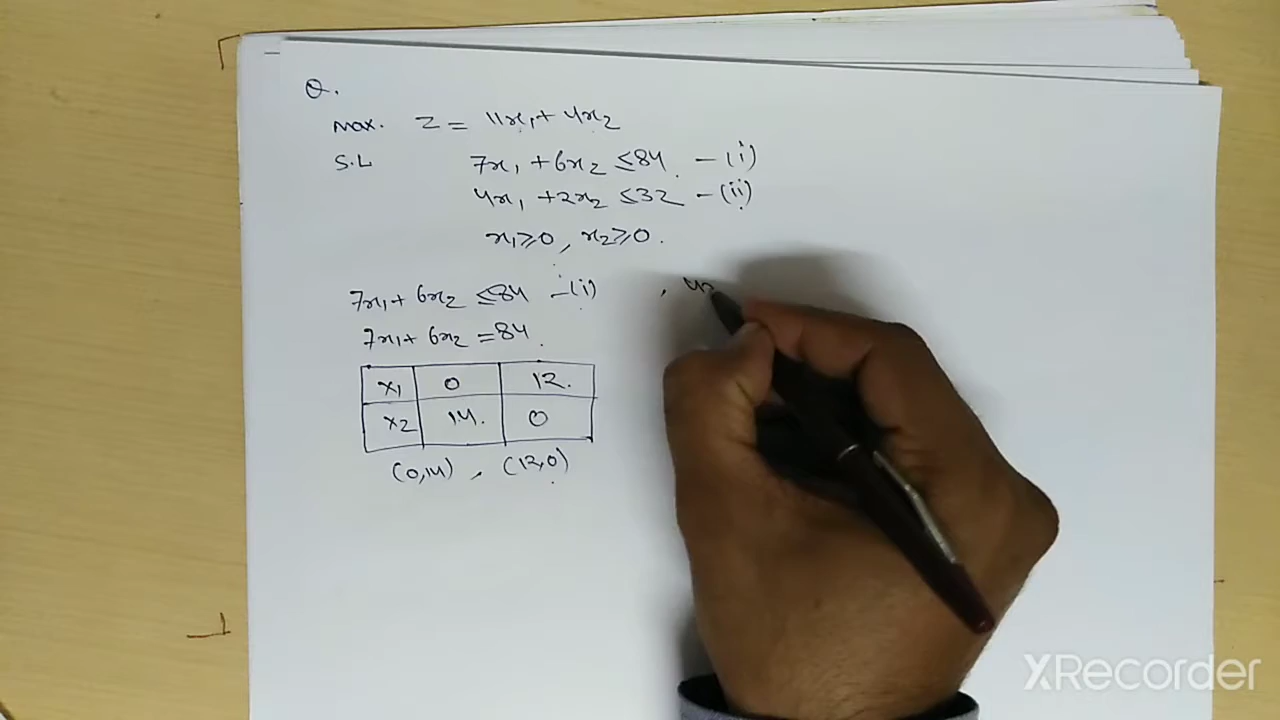 Q.
Max. Z = 11x₁ + 4x₂
S.t. 7x₁ + 6x₂ ≤ 84 – (i)
4x₁ + 2x₂ ≤ 32 – (ii)
x₁ ≥ 0, x₂ ≥ 0.
7x₁ + 6x₂ ≤ 84 – (i) , 4x
7x₁ + 6x₂ = 84.
x₁ 0 12.
x₂ 14. 0
(0,14) , (12,0)
XRecorder